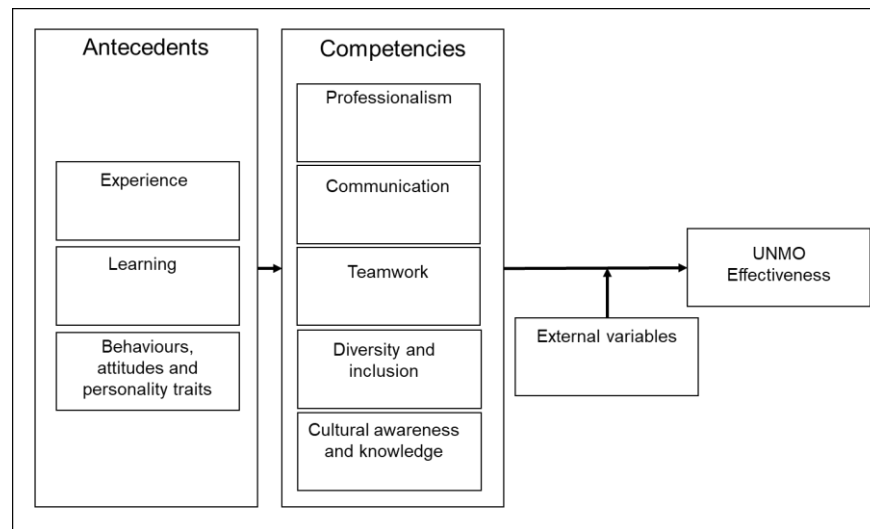 Antecedents
Experience
Learning
Behaviours,
attitudes and
personality traits
Competencies
Professionalism
Communication
Teamwork
Diversity and
inclusion
Cultural awareness
and knowledge
External variables
UNMO
Effectiveness